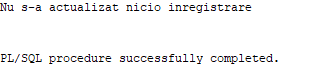 Nu s-a actualizat nicio inregistrare
PL/SQL procedure successfully completed.